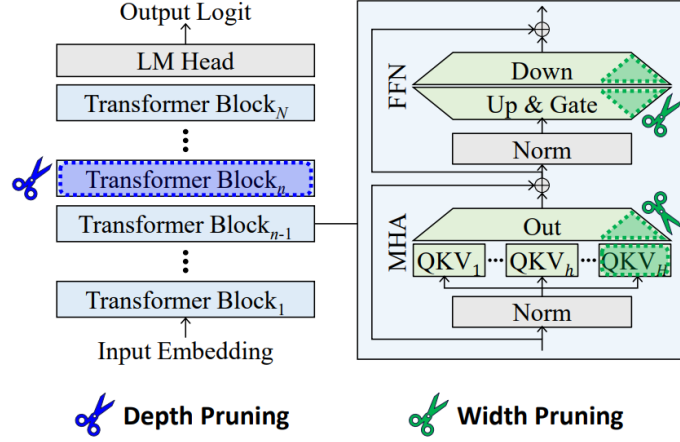 Output Logit
LM Head
Transformer Block_N
Transformer Block_n
Transformer Block_{n-1}
Transformer Block_1
Input Embedding
FFN
Down
Up & Gate
Norm
MHA
Out
QKV_1 ... QKV_h ... QKV_H
Norm
Depth Pruning
Width Pruning